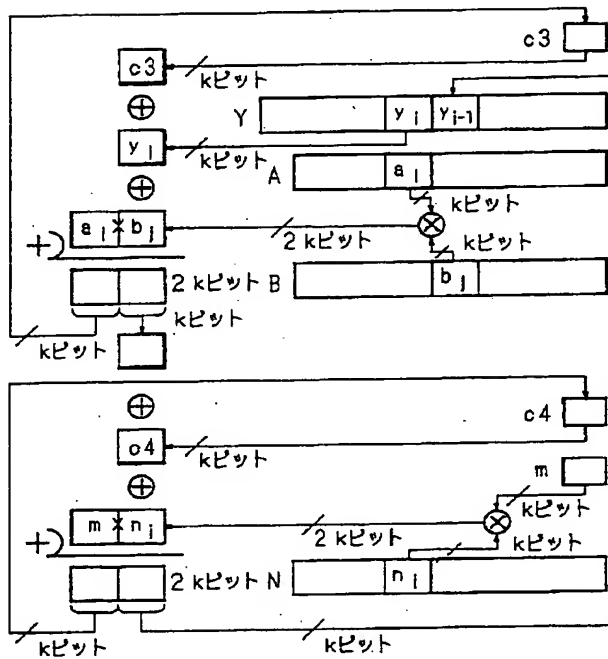 c3
c3
kビット
Y
y i
y i-1
y i
kビット
A
a i
kビット
a i × b j
2 kビット
kビット
B
b j
2 kビット
kビット
kビット
c4
c4
kビット
m
kビット
m × n i
2 kビット
kビット
2 kビット
N
n i
kビット
kビット